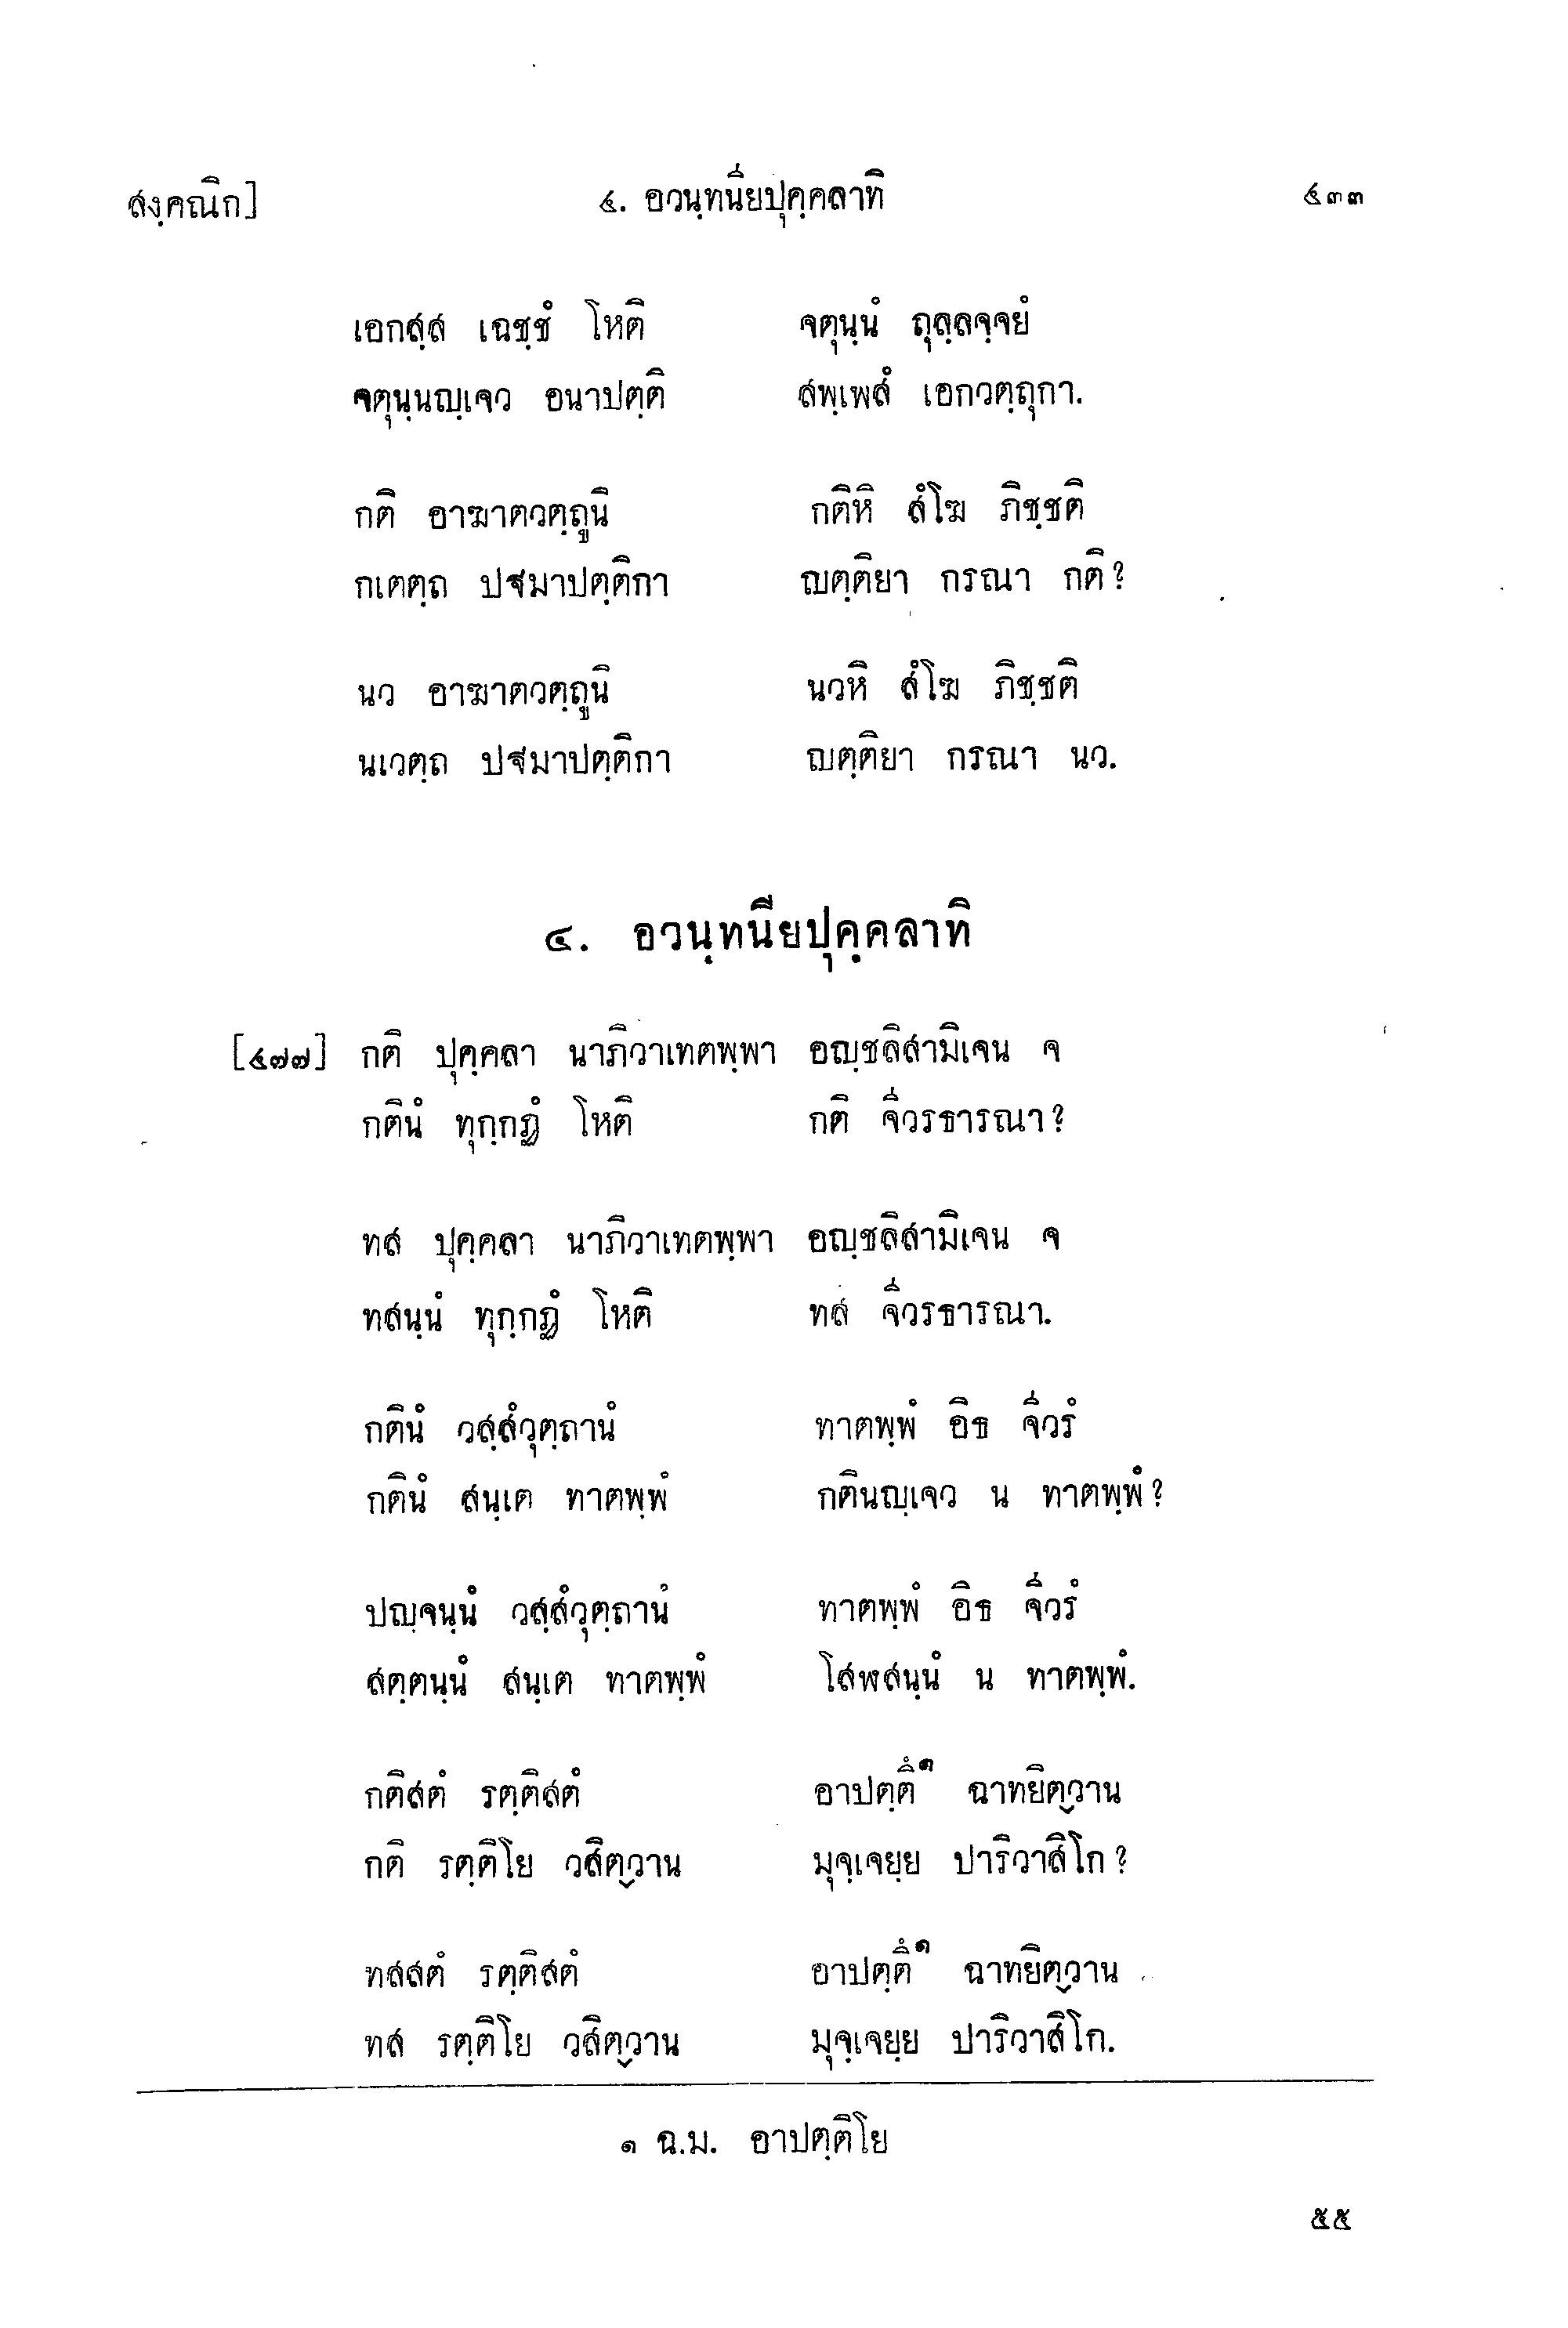 สงฺคณิก]    ๔. อวนฺทนียปุคฺคลาทิ    ๔๓๓
เอกสฺส เฉชฺชํ โหติ    จตุนฺนํ ถุลฺลจฺจยํ
จตุนฺนญฺเจว อนาปตฺติ    สพฺเพสํ เอกวตฺถุกา.
กติ อาฆาตวตฺถูนิ    กติหิ สํโฆ ภิชฺชติ
กเตตฺถ ปฐมาปตฺติกา    ญตฺติยา กรณา กติ?
นว อาฆาตวตฺถูนิ    นวหิ สํโฆ ภิชฺชติ
นเวตฺถ ปฐมาปตฺติกา    ญตฺติยา กรณา นว.
๔. อวนฺทนียปุคฺคลาทิ
[๔๗๗] กติ ปุคฺคลา นาภิวาเทตพฺพา    อญฺชลิสามิเจน จ
กตินํ ทุกฺกฏํ โหติ    กติ จีวรธารณา?
ทส ปุคฺคลา นาภิวาเทตพฺพา    อญฺชลิสามิเจน จ
ทสนฺนํ ทุกฺกฏํ โหติ    ทส จีวรธารณา.
กตินํ วสฺสํวุตฺถานํ    ทาตพฺพํ อิธ จีวรํ
กตินํ สนฺเต ทาตพฺพํ    กตินญฺเจว น ทาตพฺพํ?
ปญฺจนฺนํ วสฺสํวุตฺถานํ    ทาตพฺพํ อิธ จีวรํ
สตฺตนฺนํ สนฺเต ทาตพฺพํ    โสฬสนฺนํ น ทาตพฺพํ.
กติสตํ รตฺติสตํ    อาปตฺตึ๑ ฉาทยิตฺวาน
กติ รตฺติโย วสิตฺวาน    มุจฺเจยฺย ปาริวาสิโก?
ทสสตํ รตฺติสตํ    อาปตฺตึ๑ ฉาทยิตฺวาน
ทส รตฺติโย วสิตฺวาน    มุจฺเจยฺย ปาริวาสิโก.
๑ ฉ.ม. อาปตฺติโย
๕๕